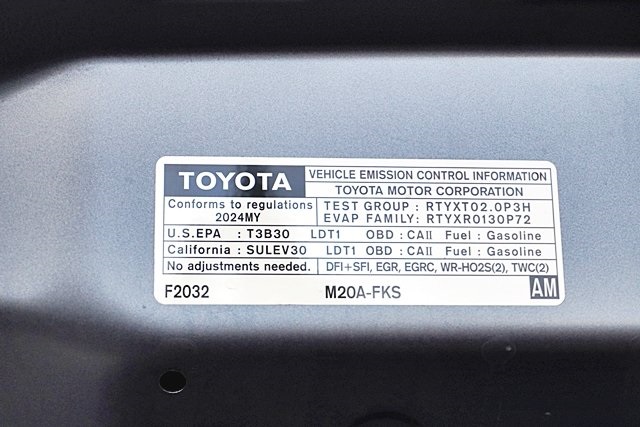 TOYOTA
VEHICLE EMISSION CONTROL INFORMATION
TOYOTA MOTOR CORPORATION
Conforms to regulations
2024MY
TEST GROUP : RTYXT02.0P3H
EVAP FAMILY: RTYXR0130P72
U.S.EPA : T3B30 LDT1 OBD : CAII Fuel : Gasoline
California : SULEV30 LDT1 OBD : CAII Fuel : Gasoline
No adjustments needed. DFI+SFI, EGR, EGRC, WR-HO2S(2), TWC(2)
F2032 M20A-FKS AM